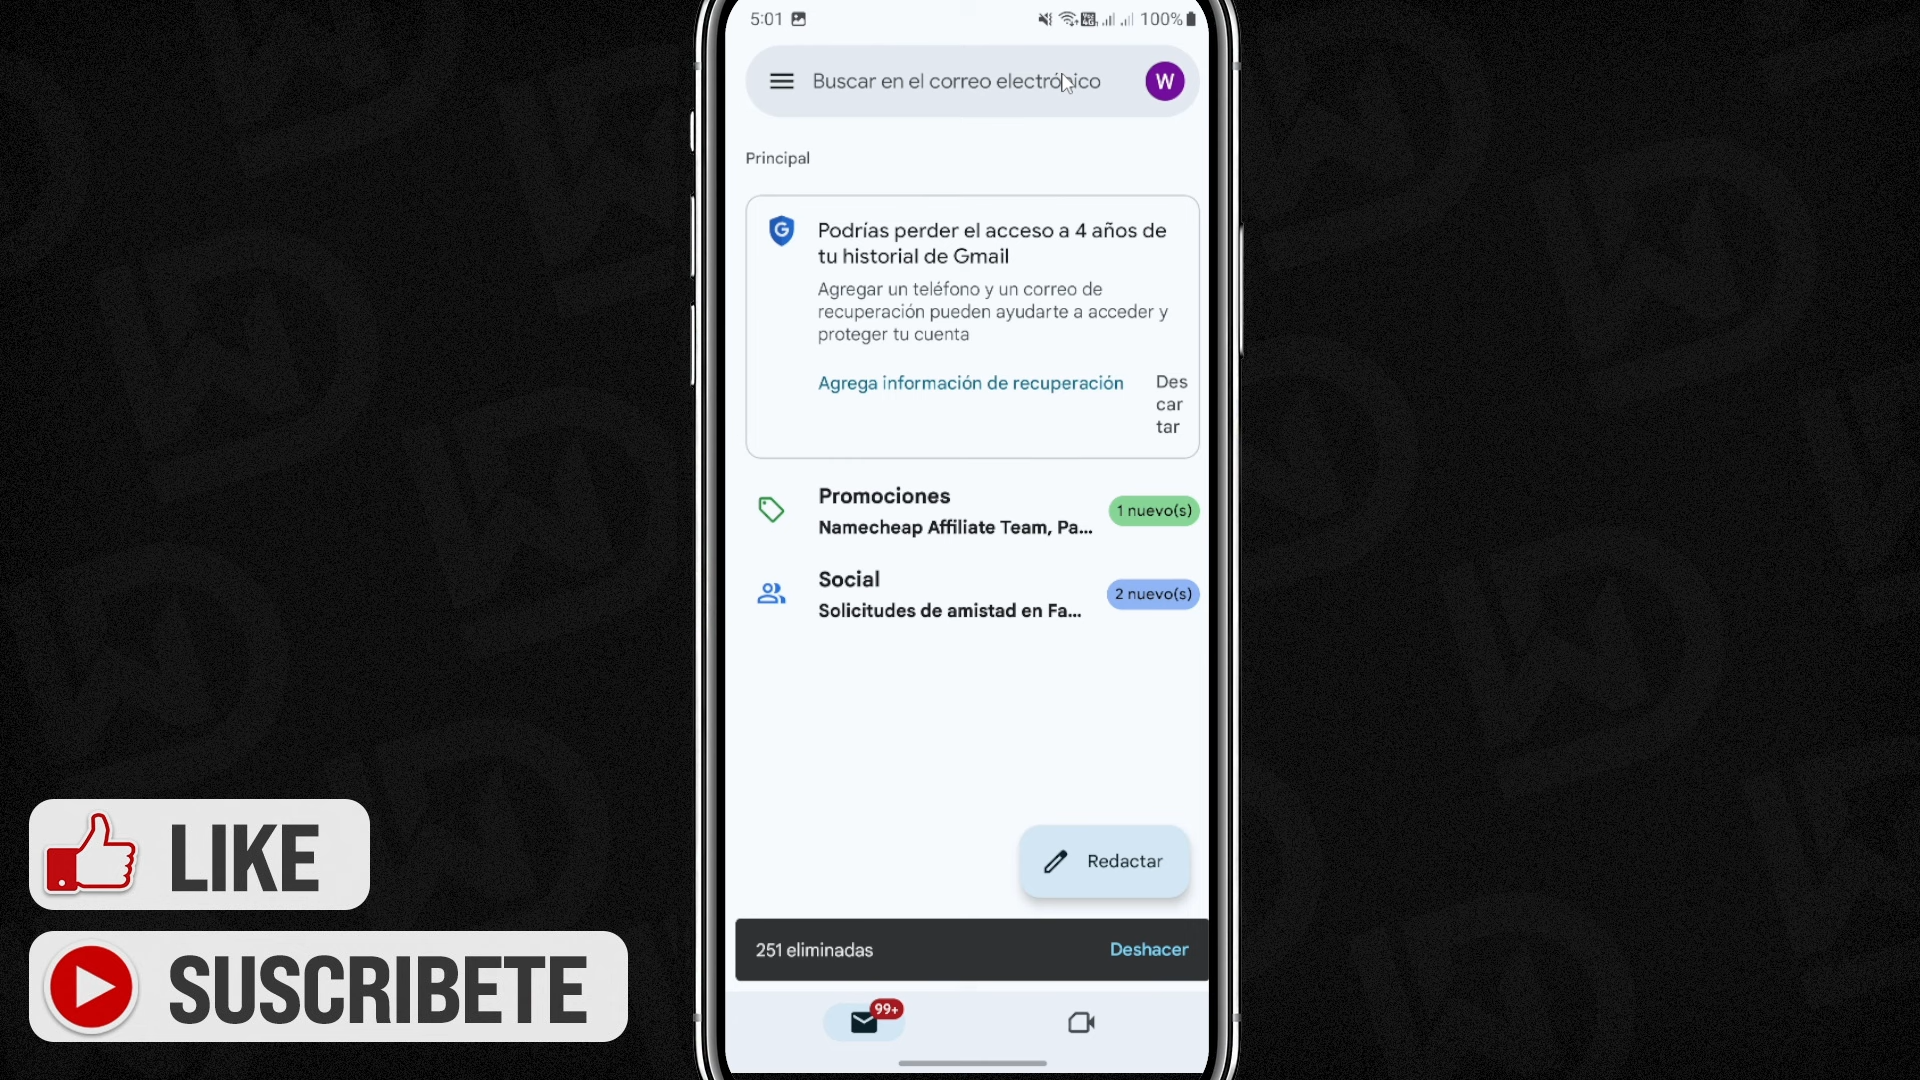 5:01
100%
Buscar en el correo electrónico
W
Principal
G
Podrías perder el acceso a 4 años de
tu historial de Gmail
Agregar un teléfono y un correo de
recuperación pueden ayudarte a acceder y
proteger tu cuenta
Agrega información de recuperación
Des
car
tar
Promociones
1 nuevo(s)
Namecheap Affiliate Team, Pa...
Social
2 nuevo(s)
Solicitudes de amistad en Fa...
Redactar
251 eliminadas
Deshacer
99+
LIKE
SUSCRIBETE